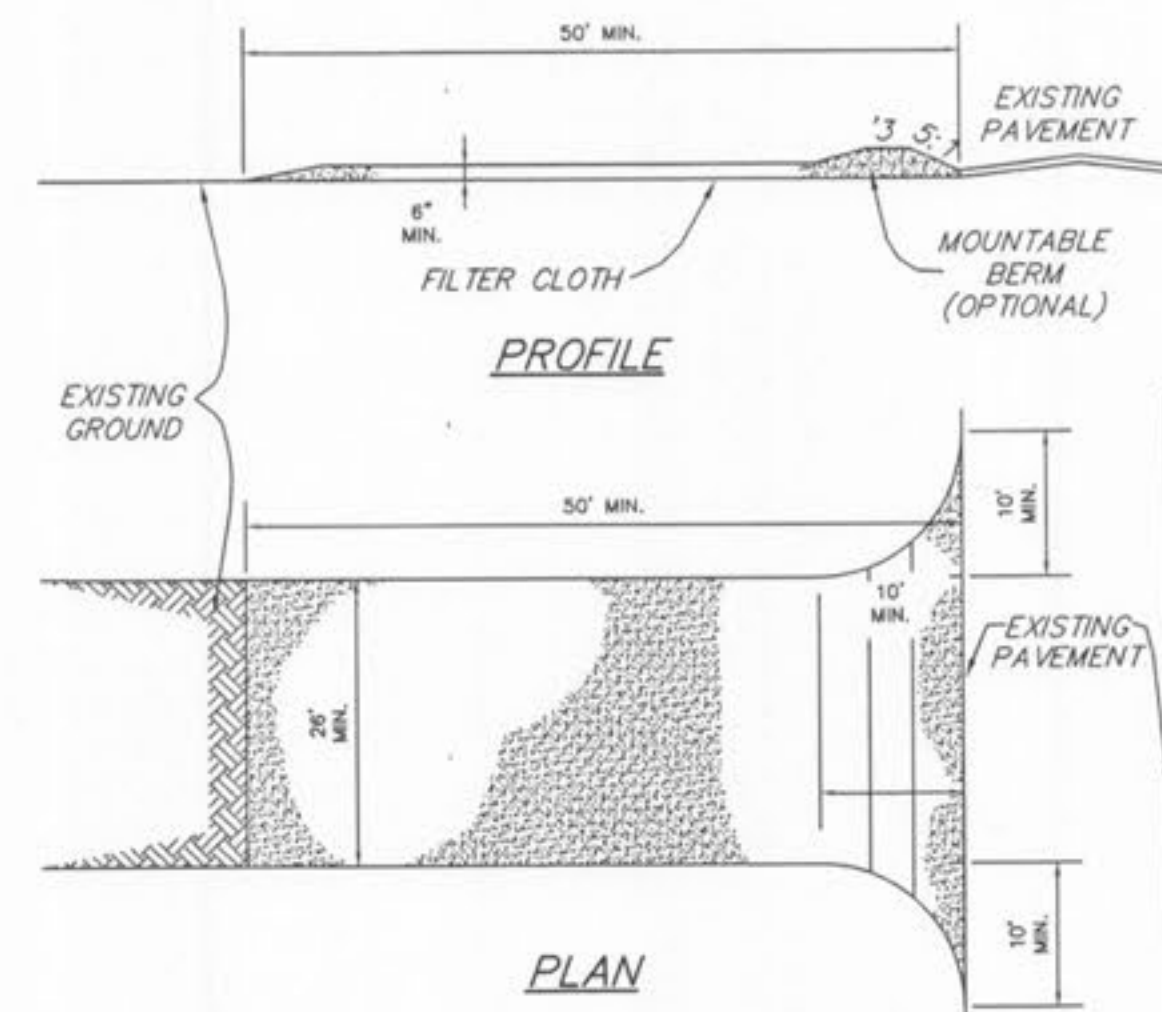 50' MIN.
EXISTING
PAVEMENT
6"
MIN.
FILTER CLOTH
MOUNTABLE
BERM
(OPTIONAL)
PROFILE
EXISTING
GROUND
50' MIN.
10'
MIN.
10'
MIN.
EXISTING
PAVEMENT
26'
MIN.
10'
MIN.
PLAN